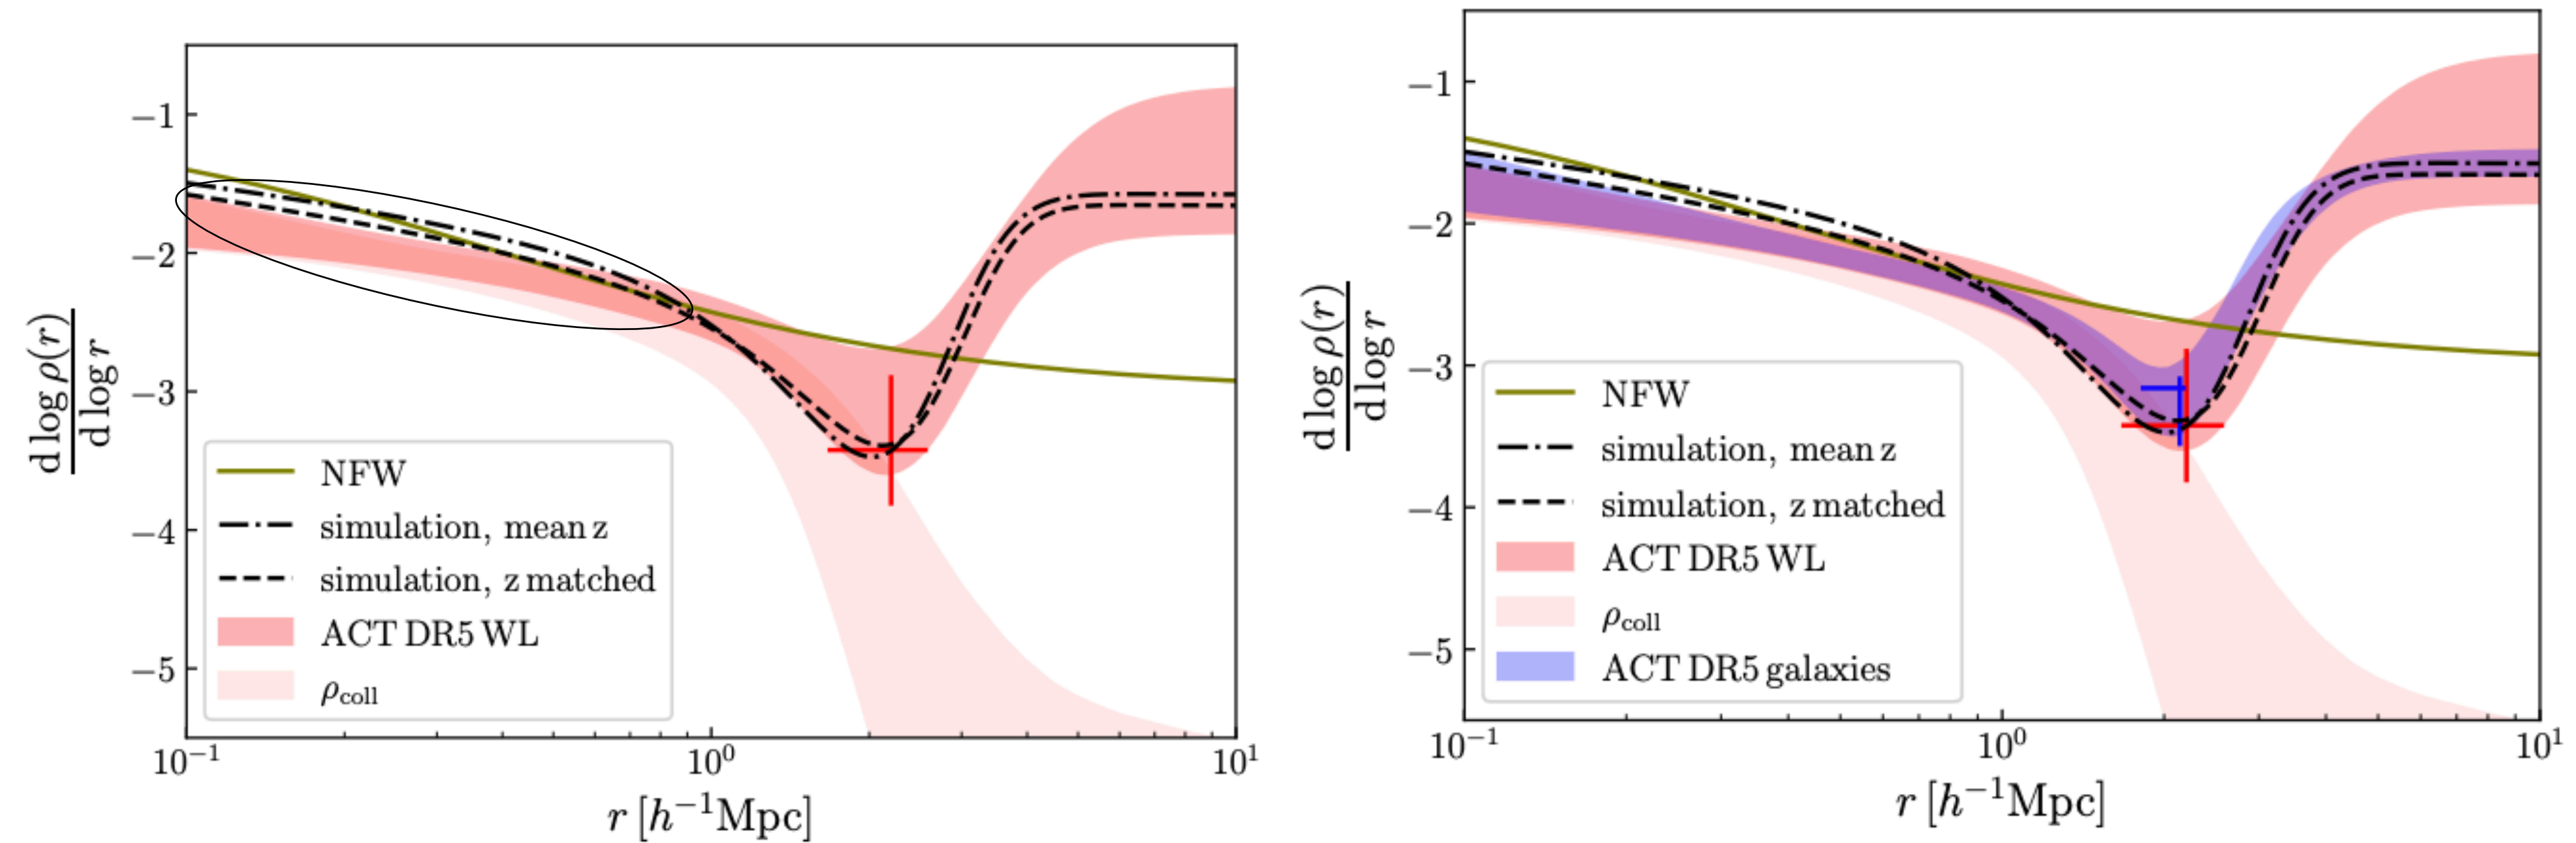 −1
−2
−3
−4
−5
d log ρ(r)
d log r
NFW
simulation, mean z
simulation, z matched
ACT DR5 WL
ρcoll
10⁻¹
10⁰
10¹
r [h⁻¹Mpc]
−1
−2
−3
−4
−5
d log ρ(r)
d log r
NFW
simulation, mean z
simulation, z matched
ACT DR5 WL
ρcoll
ACT DR5 galaxies
10⁻¹
10⁰
10¹
r [h⁻¹Mpc]